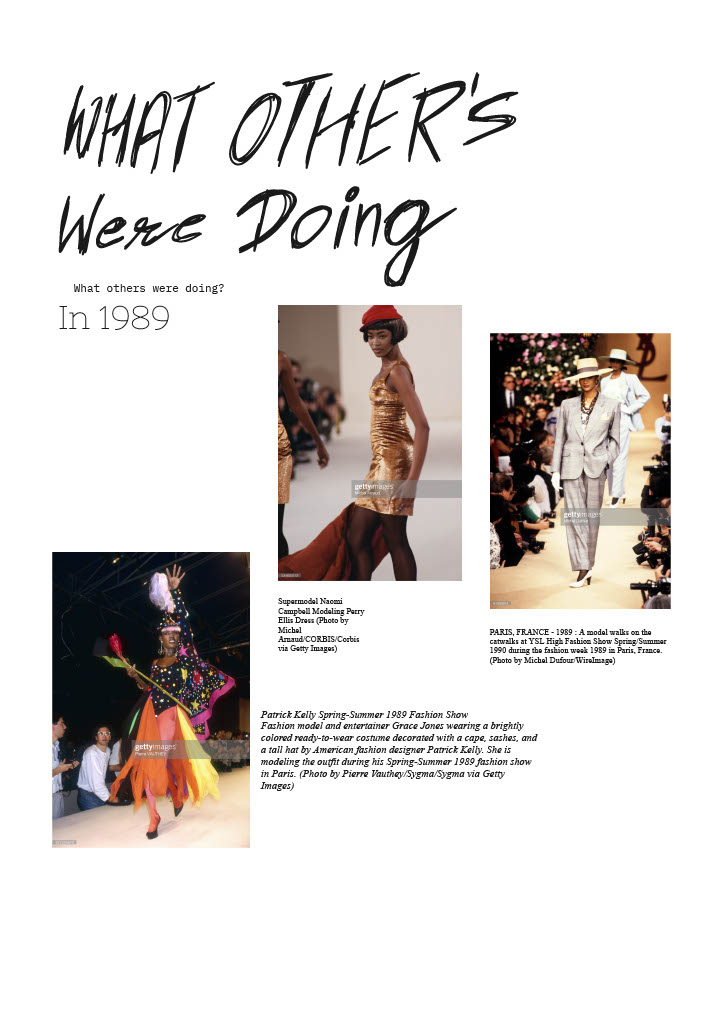 WHAT OTHER'S
Were Doing
What others were doing?
In 1989
gettyimages
Michel Arnaud
gettyimages
Michel Dufour
Supermodel Naomi
Campbell Modeling Perry
Ellis Dress (Photo by
Michel
Arnaud/CORBIS/Corbis
via Getty Images)
PARIS, FRANCE - 1989 : A model walks on the
catwalks at YSL High Fashion Show Spring/Summer
1990 during the fashion week 1989 in Paris, France.
(Photo by Michel Dufour/WireImage)
gettyimages
Pierre VAUTHEY
Patrick Kelly Spring-Summer 1989 Fashion Show
Fashion model and entertainer Grace Jones wearing a brightly
colored ready-to-wear costume decorated with a cape, sashes, and
a tall hat by American fashion designer Patrick Kelly. She is
modeling the outfit during his Spring-Summer 1989 fashion show
in Paris. (Photo by Pierre Vauthey/Sygma/Sygma via Getty
Images)